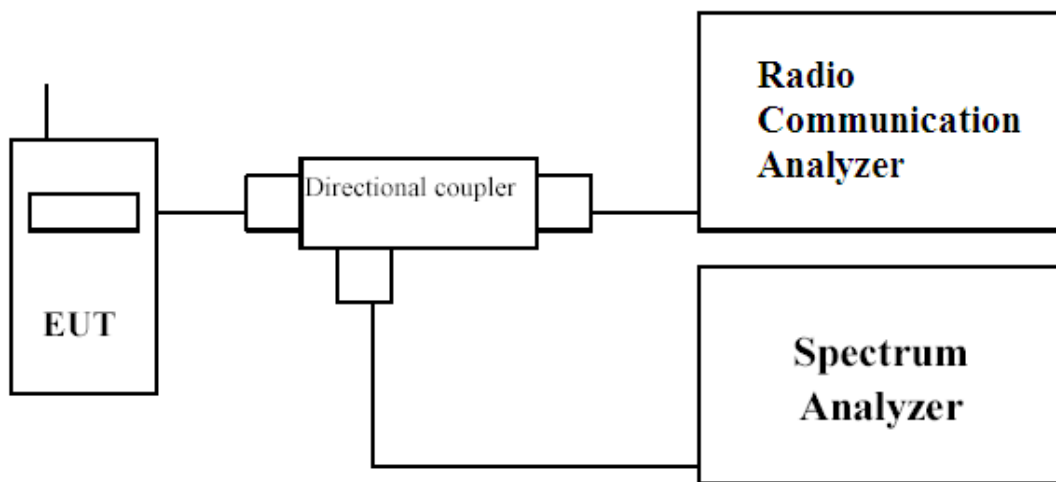 Radio
Communication
Analyzer
Directional coupler
EUT
Spectrum
Analyzer